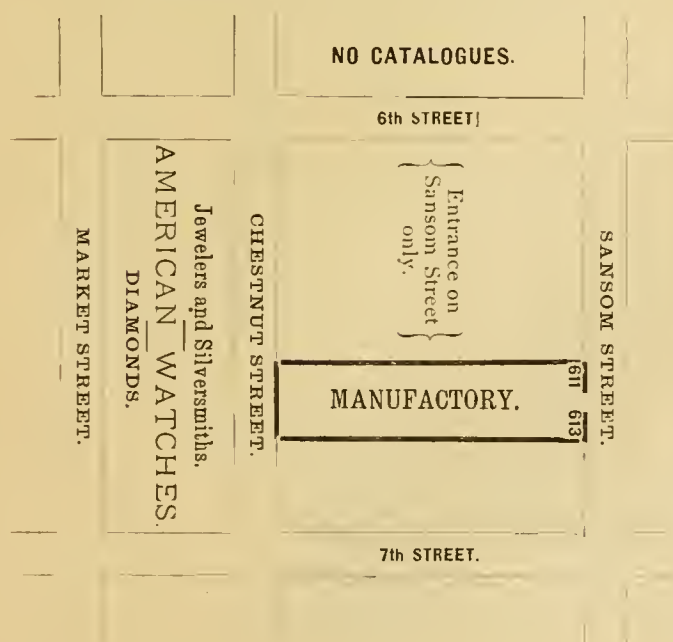 NO CATALOGUES.
6th STREET
SANSOM STREET.
Entrance on
Sansom Street
only.
611
613
MANUFACTORY.
CHESTNUT STREET.
Jewelers and Silversmiths.
AMERICAN WATCHES.
DIAMONDS.
MARKET STREET.
7th STREET.